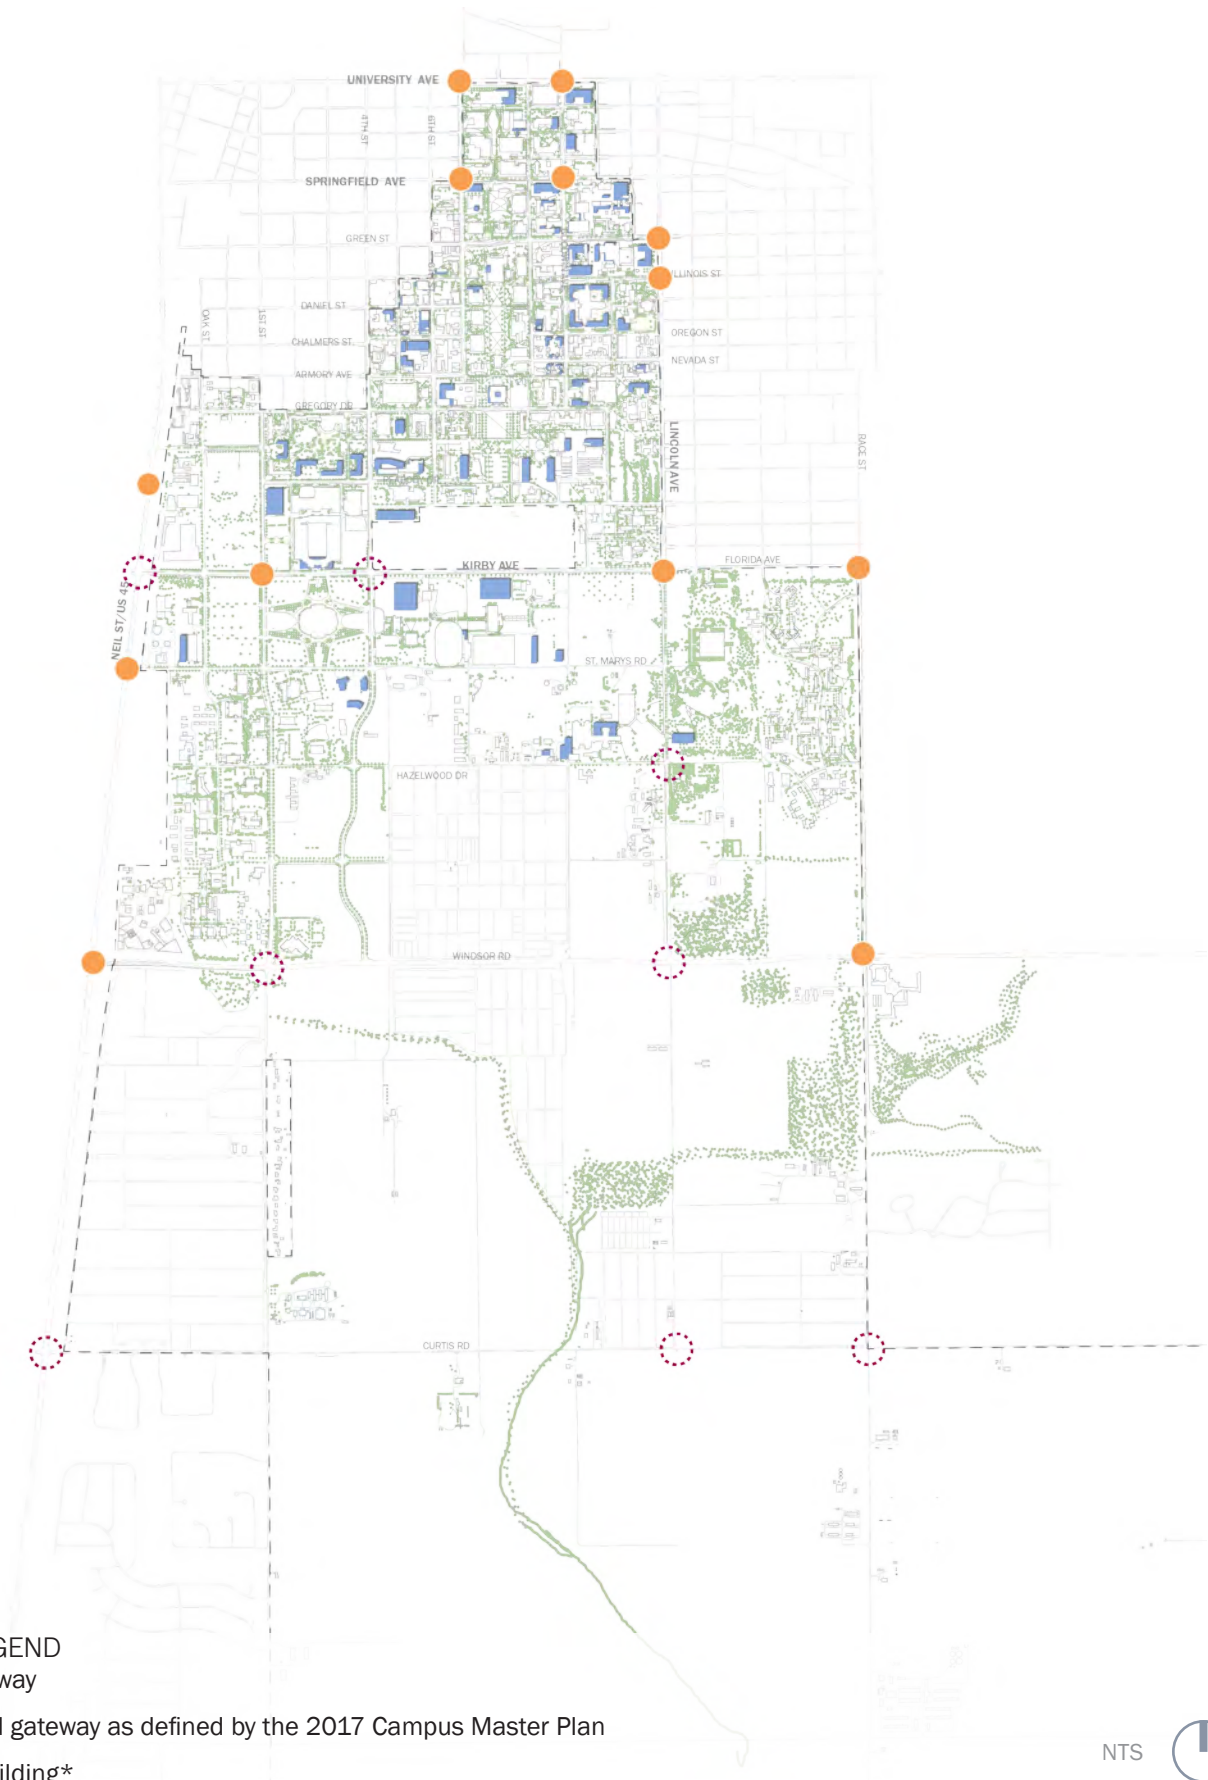 UNIVERSITY AVE
4TH ST
6TH ST
SPRINGFIELD AVE
GREEN ST
ILLINOIS ST
DANIEL ST
OAK ST
1ST ST
OREGON ST
CHALMERS ST.
NEVADA ST
ARMORY AVE
GREGORY DR
LINCOLN AVE
RACE ST
KIRBY AVE
FLORIDA AVE
NEIL ST/US 45
ST. MARYS RD
HAZELWOOD DR
WINDSOR RD
CURTIS RD
GEND
way
l gateway as defined by the 2017 Campus Master Plan
ilding*
NTS